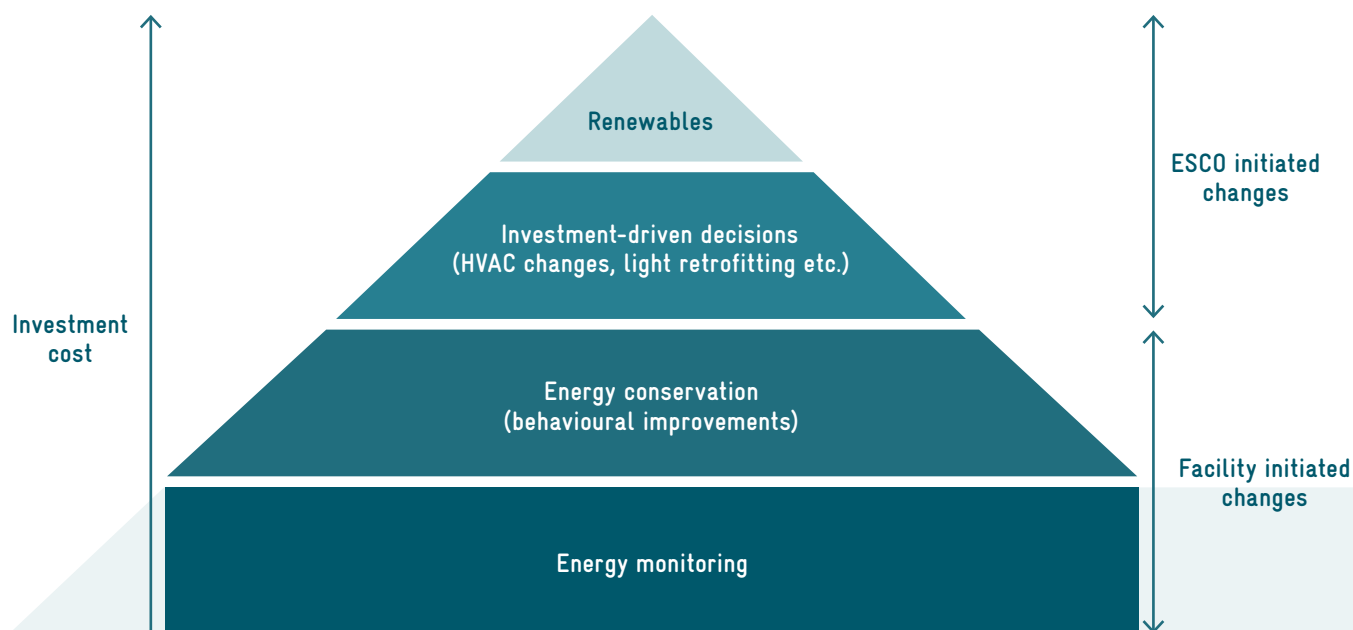 Renewables
ESCO initiated
changes
Investment-driven decisions
(HVAC changes, light retrofitting etc.)
Investment
cost
Energy conservation
(behavioural improvements)
Facility initiated
changes
Energy monitoring